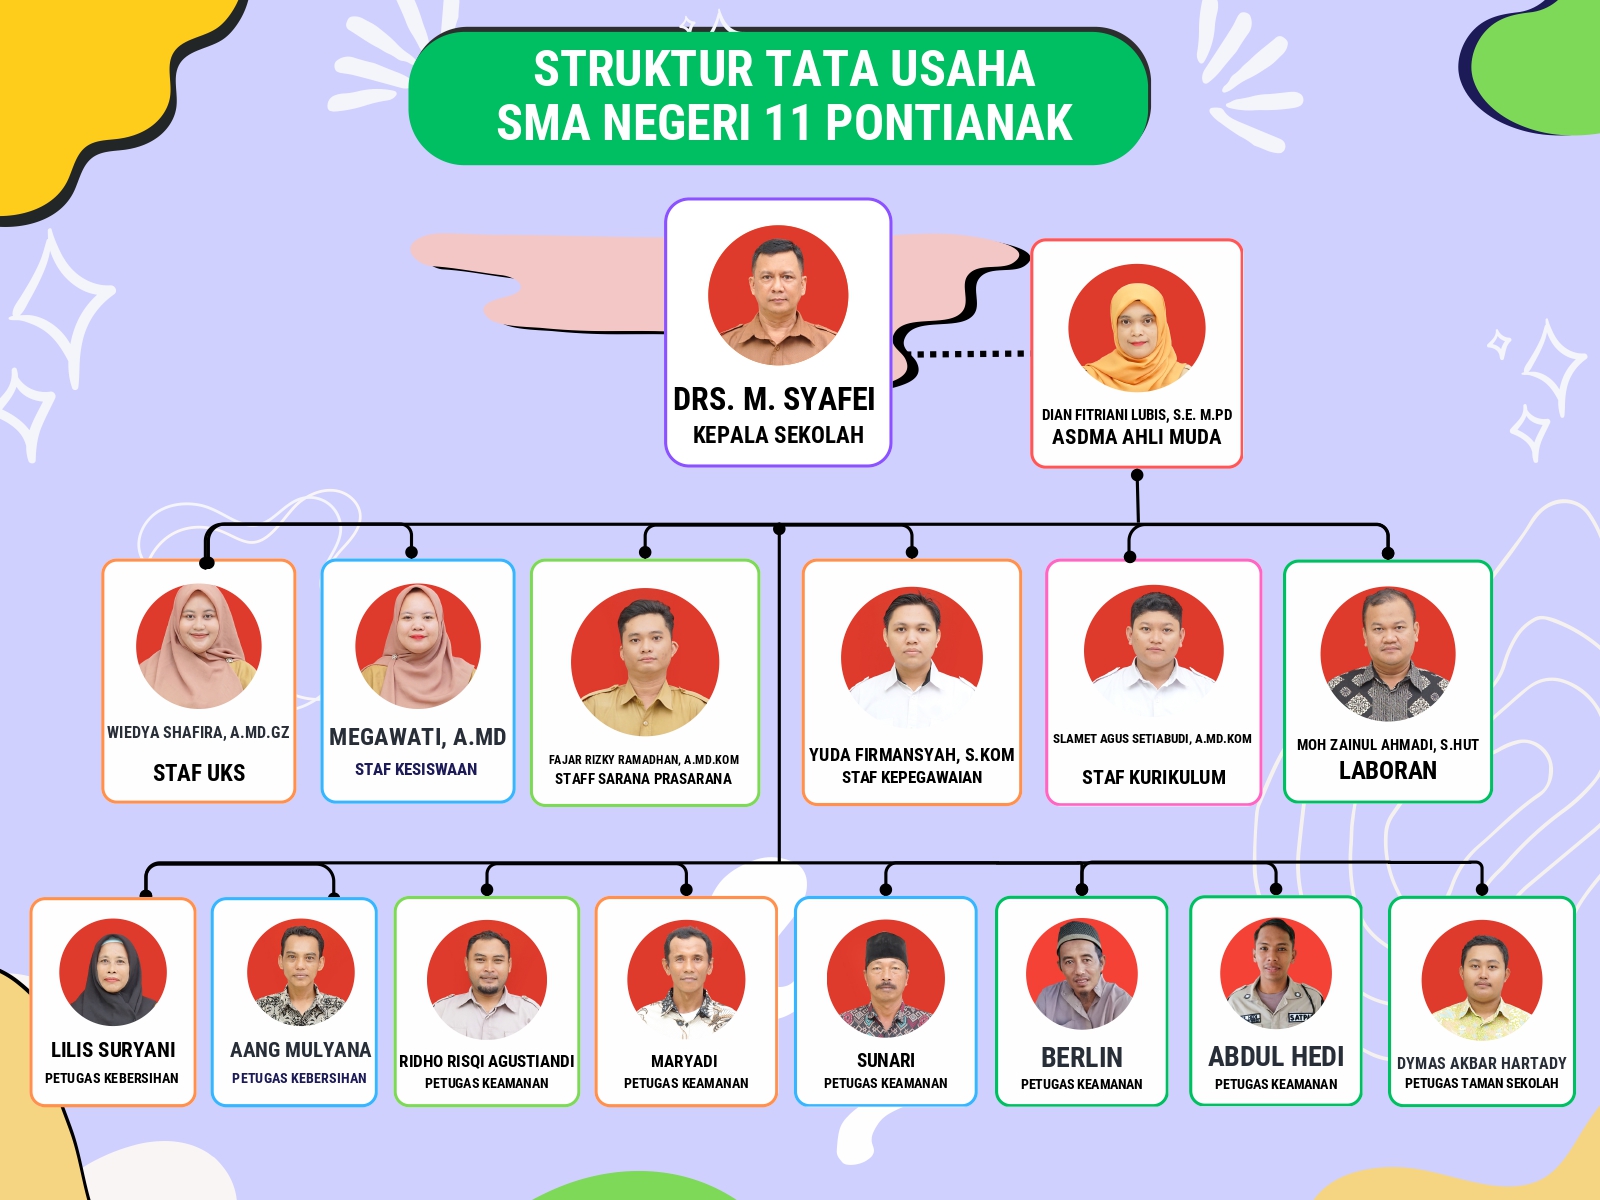 STRUKTUR TATA USAHA
SMA NEGERI 11 PONTIANAK
DRS. M. SYAFEI
KEPALA SEKOLAH
DIAN FITRIANI LUBIS, S.E. M.PD
ASDMA AHLI MUDA
WIEDYA SHAFIRA, A.MD.GZ
STAF UKS
MEGAWATI, A.MD
STAF KESISWAAN
FAJAR RIZKY RAMADHAN, A.MD.KOM
STAFF SARANA PRASARANA
YUDA FIRMANSYAH, S.KOM
STAF KEPEGAWAIAN
SLAMET AGUS SETIABUDI, A.MD.KOM
STAF KURIKULUM
MOH ZAINUL AHMADI, S.HUT
LABORAN
LILIS SURYANI
PETUGAS KEBERSIHAN
AANG MULYANA
PETUGAS KEBERSIHAN
RIDHO RISQI AGUSTIANDI
PETUGAS KEAMANAN
MARYADI
PETUGAS KEAMANAN
SUNARI
PETUGAS KEAMANAN
BERLIN
PETUGAS KEAMANAN
ABDUL HEDI
PETUGAS KEAMANAN
DYMAS AKBAR HARTADY
PETUGAS TAMAN SEKOLAH